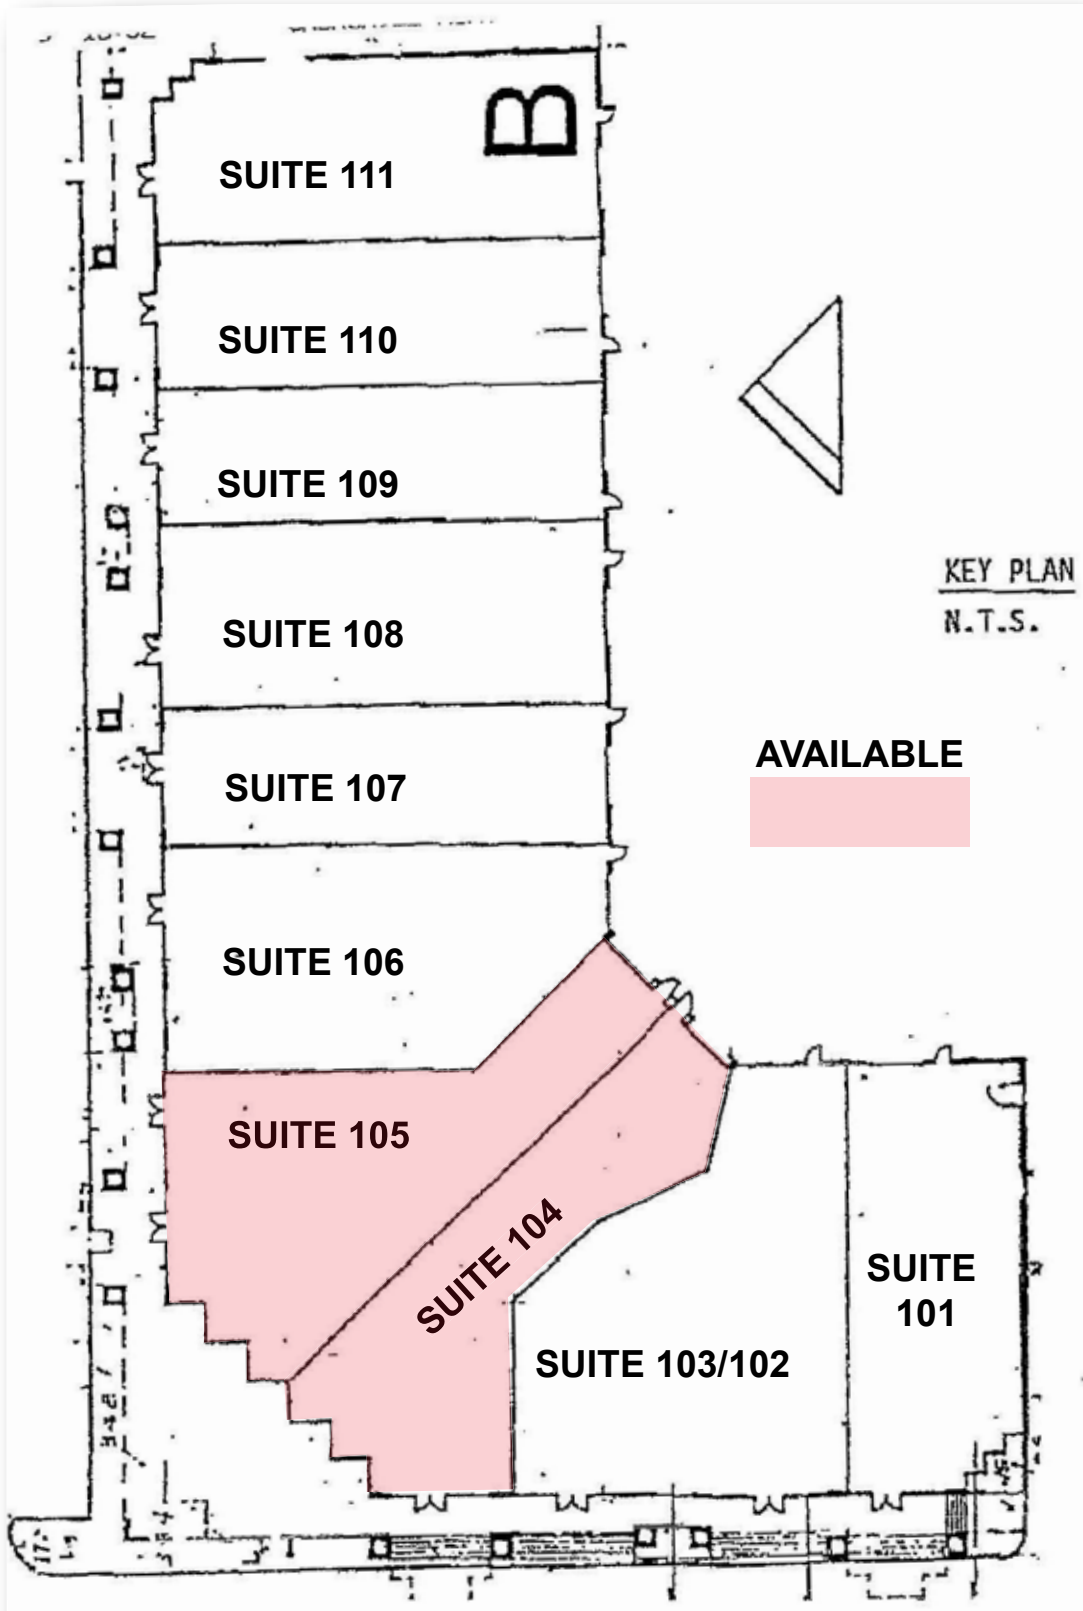 B
SUITE 111
SUITE 110
SUITE 109
KEY PLAN
N.T.S.
SUITE 108
AVAILABLE
SUITE 107
SUITE 106
SUITE 105
SUITE 104
SUITE
101
SUITE 103/102